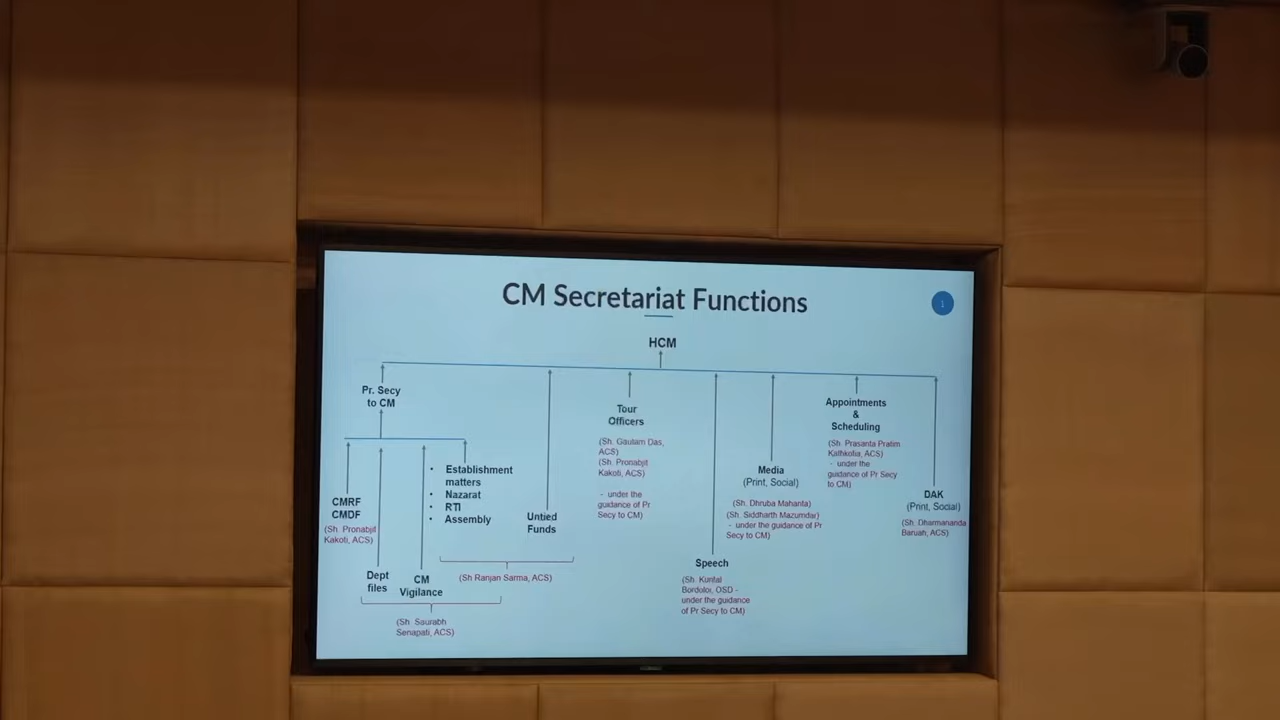 CM Secretariat Functions
1
HCM
Pr. Secy
to CM
CMRF
CMDF
(Sh. Pronabjit
Kakoti, ACS)
Dept
files
CM
Vigilance
(Sh. Saurabh
Senapati, ACS)
• Establishment
matters
• Nazarat
• RTI
• Assembly
Untied
Funds
(Sh Ranjan Sarma, ACS)
Tour
Officers
(Sh. Gautam Das,
ACS)
(Sh. Pronabjit
Kakoti, ACS)
- under the
guidance of Pr
Secy to CM)
Speech
(Sh. Kuntal
Bordoloi, OSD -
under the guidance
of Pr Secy to CM)
Media
(Print, Social)
(Sh. Dhruba Mahanta)
(Sh. Siddharth Mazumdar)
- under the guidance of Pr
Secy to CM)
Appointments
&
Scheduling
(Sh. Prasanta Pratim
Kathkotia, ACS)
- under the
guidance of Pr Secy
to CM)
DAK
(Print, Social)
(Sh. Dharmananda
Baruah, ACS)